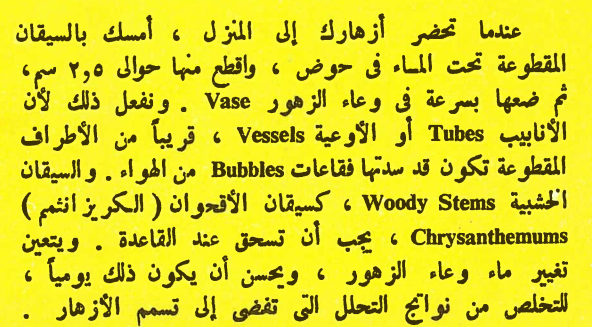 عندما تحضر أزهارك إلى المنزل ، أمسك بالسيقان
المقطوعة تحت الماء فى حوض ، واقطع منها حوالى ٢,٥ سم،
ثم ضعها بسرعة فى وعاء الزهور Vase . ونفعل ذلك لأن
الأنابيب Tubes أو الأوعية Vessels ، قريباً من الأطراف
المقطوعة تكون قد سدتها فقاعات Bubbles من الهواء . والسيقان
الخشبية Woody Stems ، كسيقان الأقحوان ( الكريزانثم )
Chrysanthemums ، يجب أن تسحق عند القاعدة . ويتعين
تغيير ماء وعاء الزهور ، ويحسن أن يكون ذلك يومياً ،
للتخلص من نواتج التحلل التى تفضى إلى تسمم الأزهار .